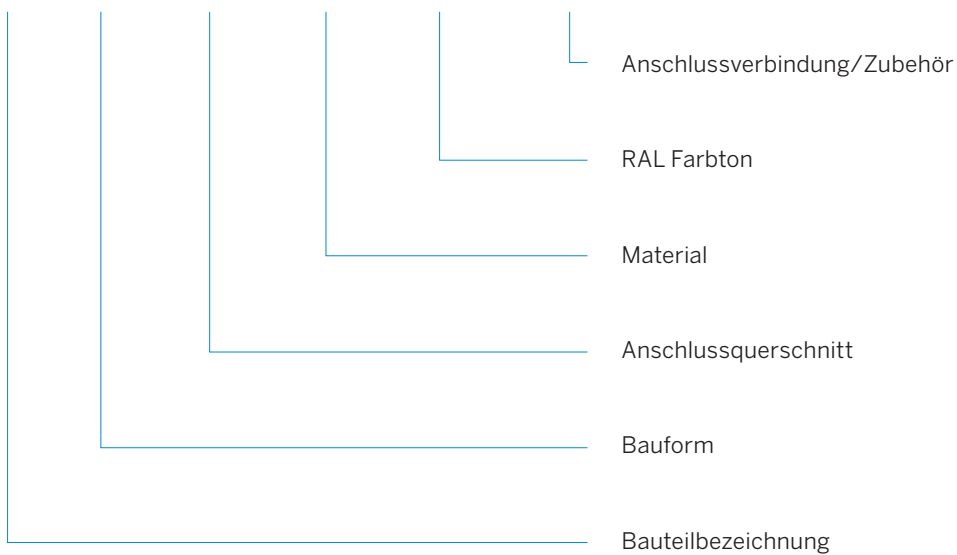 Anschlussverbindung/Zubehör
RAL Farbton
Material
Anschlussquerschnitt
Bauform
Bauteilbezeichnung